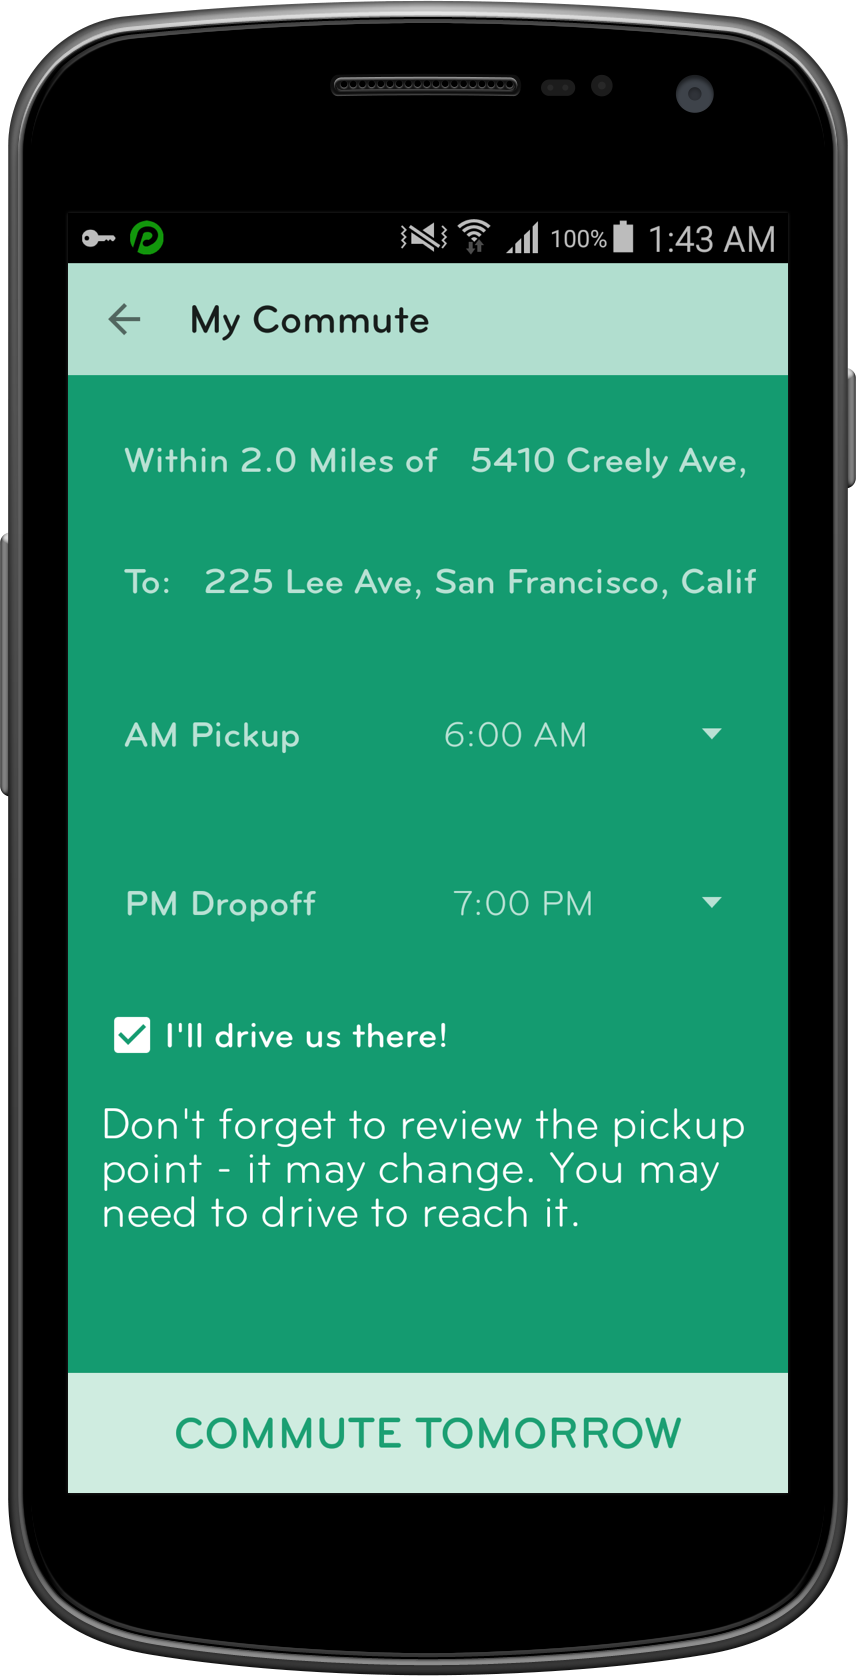 100% 1:43 AM
My Commute
Within 2.0 Miles of 5410 Creely Ave,
To: 225 Lee Ave, San Francisco, Calif
AM Pickup 6:00 AM
PM Dropoff 7:00 PM
I'll drive us there!
Don't forget to review the pickup
point - it may change. You may
need to drive to reach it.
COMMUTE TOMORROW